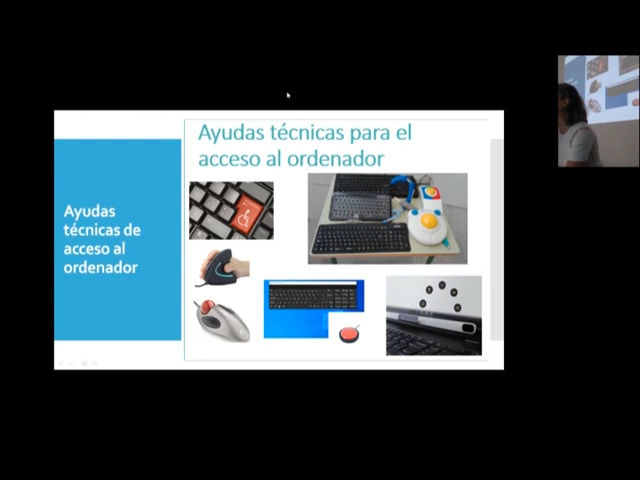 Ayudas técnicas para el
acceso al ordenador
Ayudas
técnicas de
acceso al
ordenador